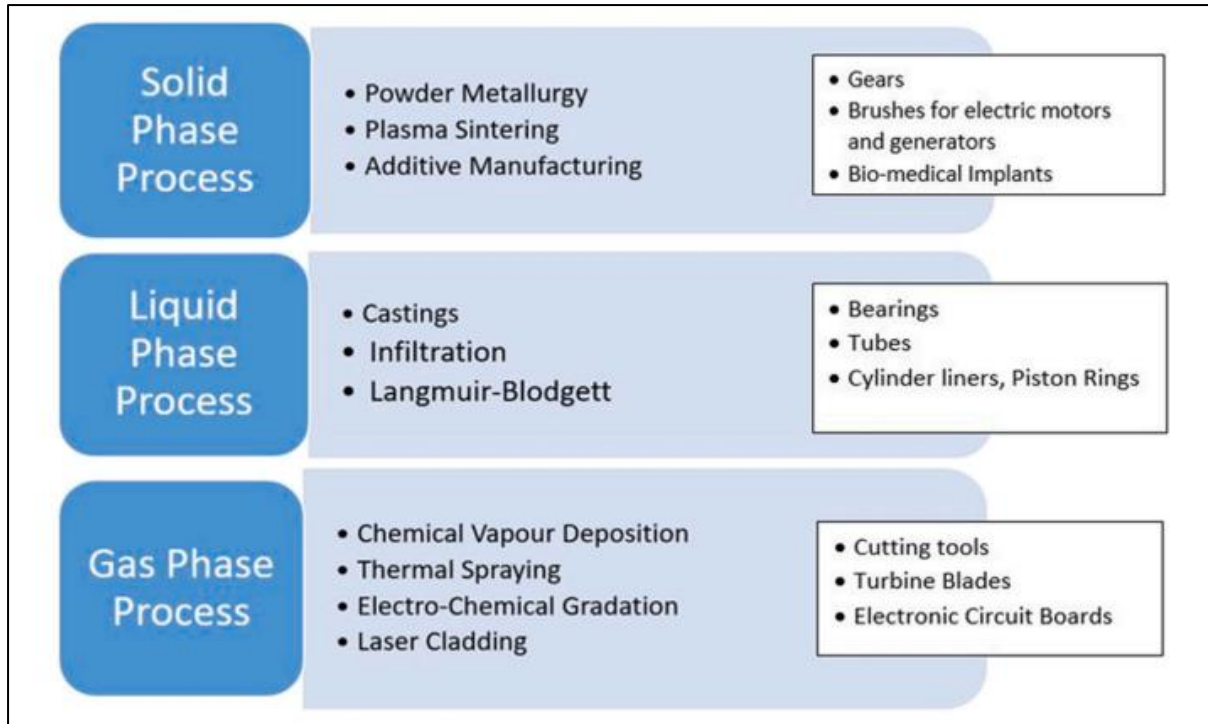 Solid
Phase
Process
• Powder Metallurgy
• Plasma Sintering
• Additive Manufacturing
• Gears
• Brushes for electric motors
and generators
• Bio-medical Implants
Liquid
Phase
Process
• Castings
• Infiltration
• Langmuir-Blodgett
• Bearings
• Tubes
• Cylinder liners, Piston Rings
Gas Phase
Process
• Chemical Vapour Deposition
• Thermal Spraying
• Electro-Chemical Gradation
• Laser Cladding
• Cutting tools
• Turbine Blades
• Electronic Circuit Boards